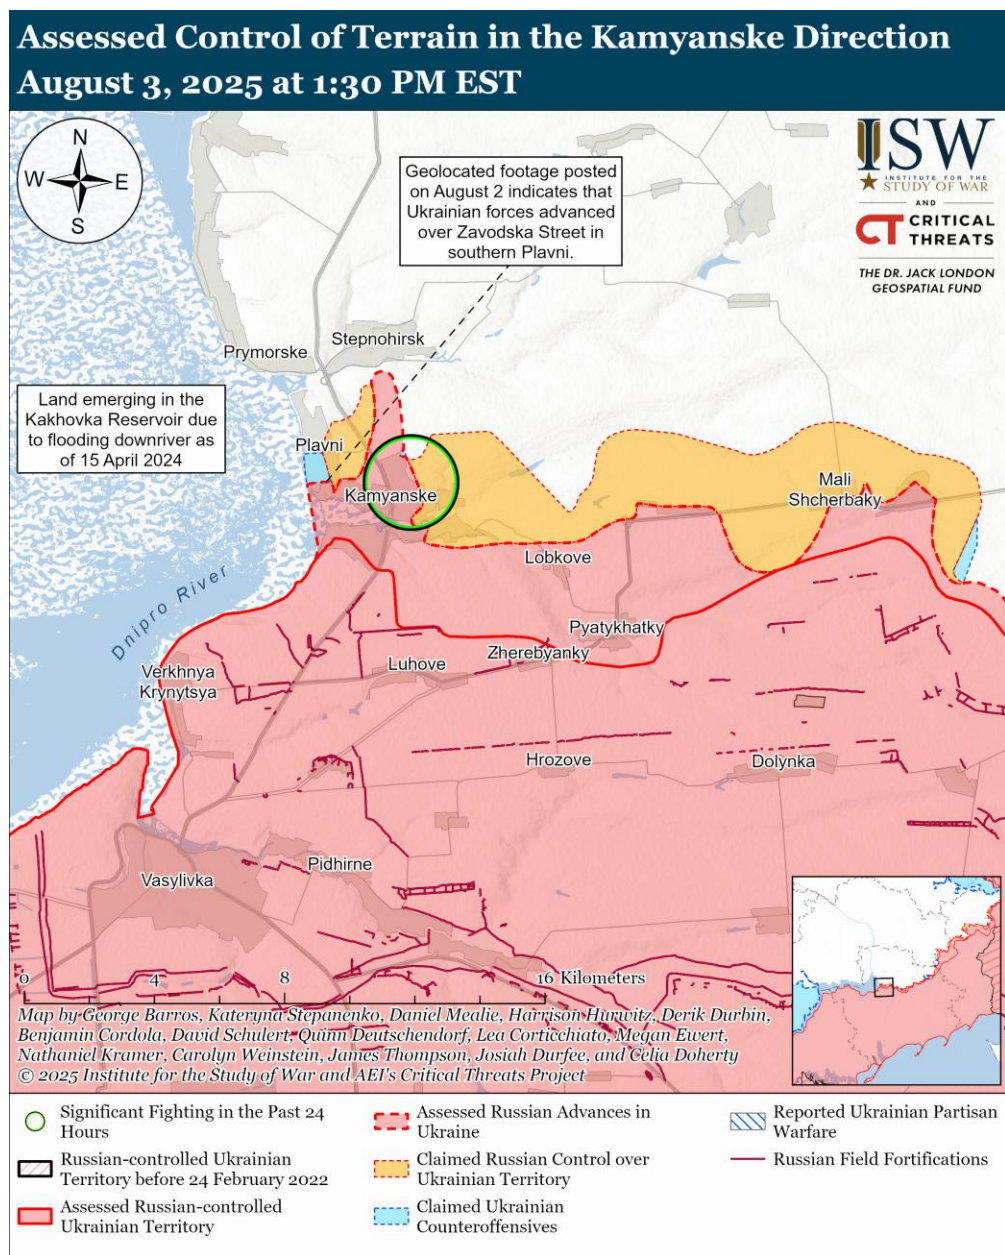 Assessed Control of Terrain in the Kamyanske Direction
August 3, 2025 at 1:30 PM EST
N
W
E
S
ISW
INSTITUTE FOR THE
STUDY OF WAR
AND
CT CRITICAL
THREATS
THE DR. JACK LONDON
GEOSPATIAL FUND
Geolocated footage posted
on August 2 indicates that
Ukrainian forces advanced
over Zavodska Street in
southern Plavni.
Stepnohirsk
Prymorske
Land emerging in the
Kakhovka Reservoir due
to flooding downriver as
of 15 April 2024
Plavni
Kamyanske
Mali
Shcherbaky
Lobkove
Dnipro River
Pyatykhatky
Zherebyanky
Luhove
Verkhnya
Krynytsya
Hrozove
Dolynka
Pidhirne
Vasylivka
0 4 8 16 Kilometers
Map by George Barros, Kateryna Stepanenko, Daniel Mealie, Harrison Hurwitz, Derik Durbin,
Benjamin Cordola, David Schulert, Quinn Dentschendorf, Lea Corticchiato, Megan Ewert,
Nathaniel Kramer, Carolyn Weinstein, James Thompson, Josiah Durfee, and Celia Doherty
© 2025 Institute for the Study of War and AEI's Critical Threats Project
Significant Fighting in the Past 24
Hours
Russian-controlled Ukrainian
Territory before 24 February 2022
Assessed Russian-controlled
Ukrainian Territory
Assessed Russian Advances in
Ukraine
Claimed Russian Control over
Ukrainian Territory
Claimed Ukrainian
Counteroffensives
Reported Ukrainian Partisan
Warfare
Russian Field Fortifications